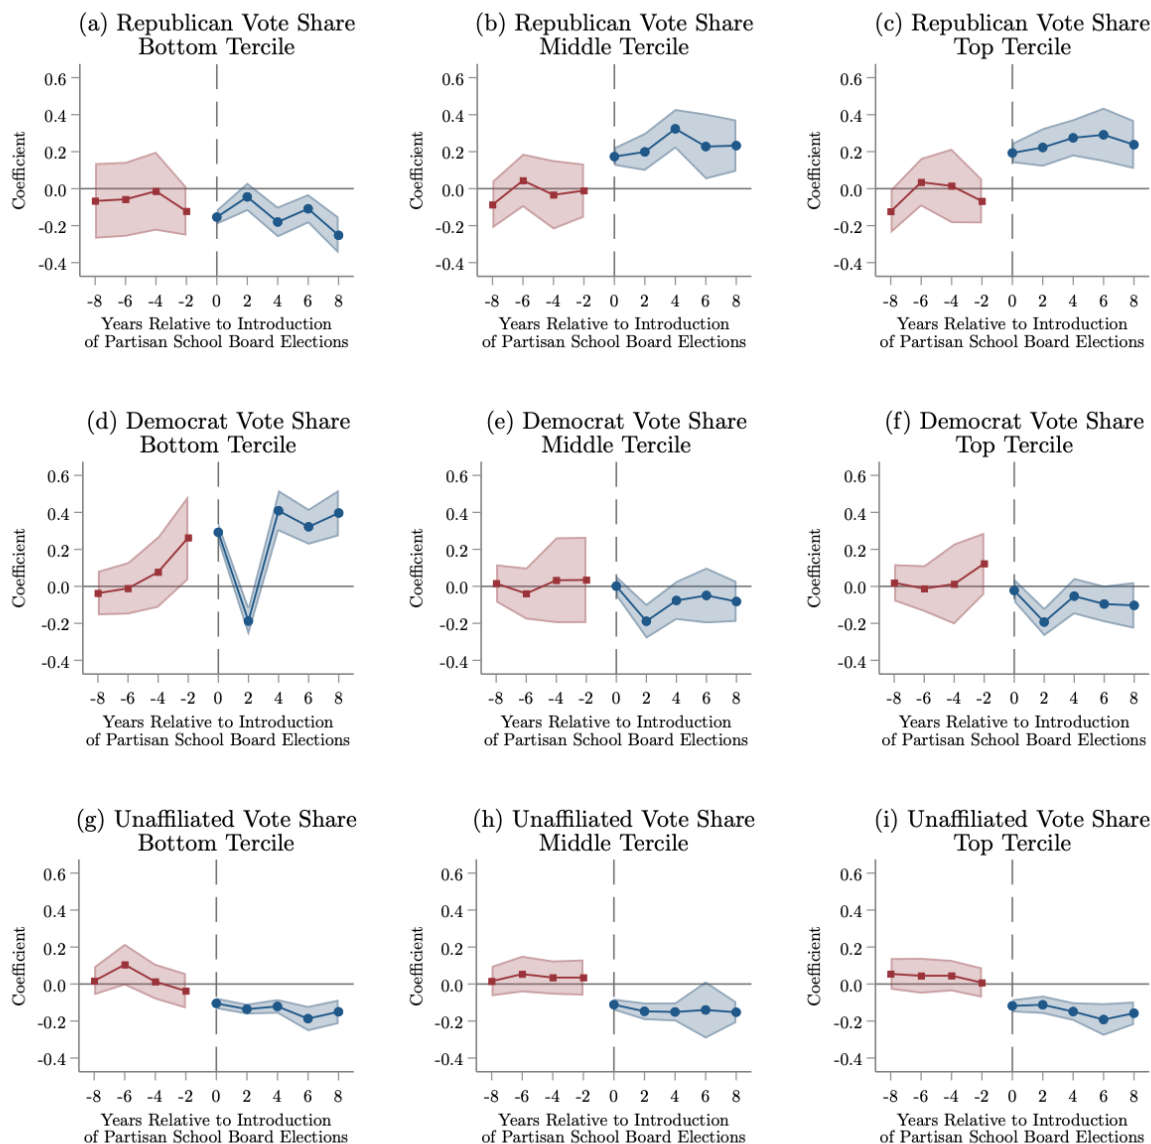 (a) Republican Vote Share
Bottom Tercile
0.6
0.4
0.2
0.0
-0.2
-0.4
Coefficient
-8 -6 -4 -2 0 2 4 6 8
Years Relative to Introduction
of Partisan School Board Elections
(b) Republican Vote Share
Middle Tercile
0.6
0.4
0.2
0.0
-0.2
-0.4
Coefficient
-8 -6 -4 -2 0 2 4 6 8
Years Relative to Introduction
of Partisan School Board Elections
(c) Republican Vote Share
Top Tercile
0.6
0.4
0.2
0.0
-0.2
-0.4
Coefficient
-8 -6 -4 -2 0 2 4 6 8
Years Relative to Introduction
of Partisan School Board Elections
(d) Democrat Vote Share
Bottom Tercile
0.6
0.4
0.2
0.0
-0.2
-0.4
Coefficient
-8 -6 -4 -2 0 2 4 6 8
Years Relative to Introduction
of Partisan School Board Elections
(e) Democrat Vote Share
Middle Tercile
0.6
0.4
0.2
0.0
-0.2
-0.4
Coefficient
-8 -6 -4 -2 0 2 4 6 8
Years Relative to Introduction
of Partisan School Board Elections
(f) Democrat Vote Share
Top Tercile
0.6
0.4
0.2
0.0
-0.2
-0.4
Coefficient
-8 -6 -4 -2 0 2 4 6 8
Years Relative to Introduction
of Partisan School Board Elections
(g) Unaffiliated Vote Share
Bottom Tercile
0.6
0.4
0.2
0.0
-0.2
-0.4
Coefficient
-8 -6 -4 -2 0 2 4 6 8
Years Relative to Introduction
of Partisan School Board Elections
(h) Unaffiliated Vote Share
Middle Tercile
0.6
0.4
0.2
0.0
-0.2
-0.4
Coefficient
-8 -6 -4 -2 0 2 4 6 8
Years Relative to Introduction
of Partisan School Board Elections
(i) Unaffiliated Vote Share
Top Tercile
0.6
0.4
0.2
0.0
-0.2
-0.4
Coefficient
-8 -6 -4 -2 0 2 4 6 8
Years Relative to Introduction
of Partisan School Board Elections